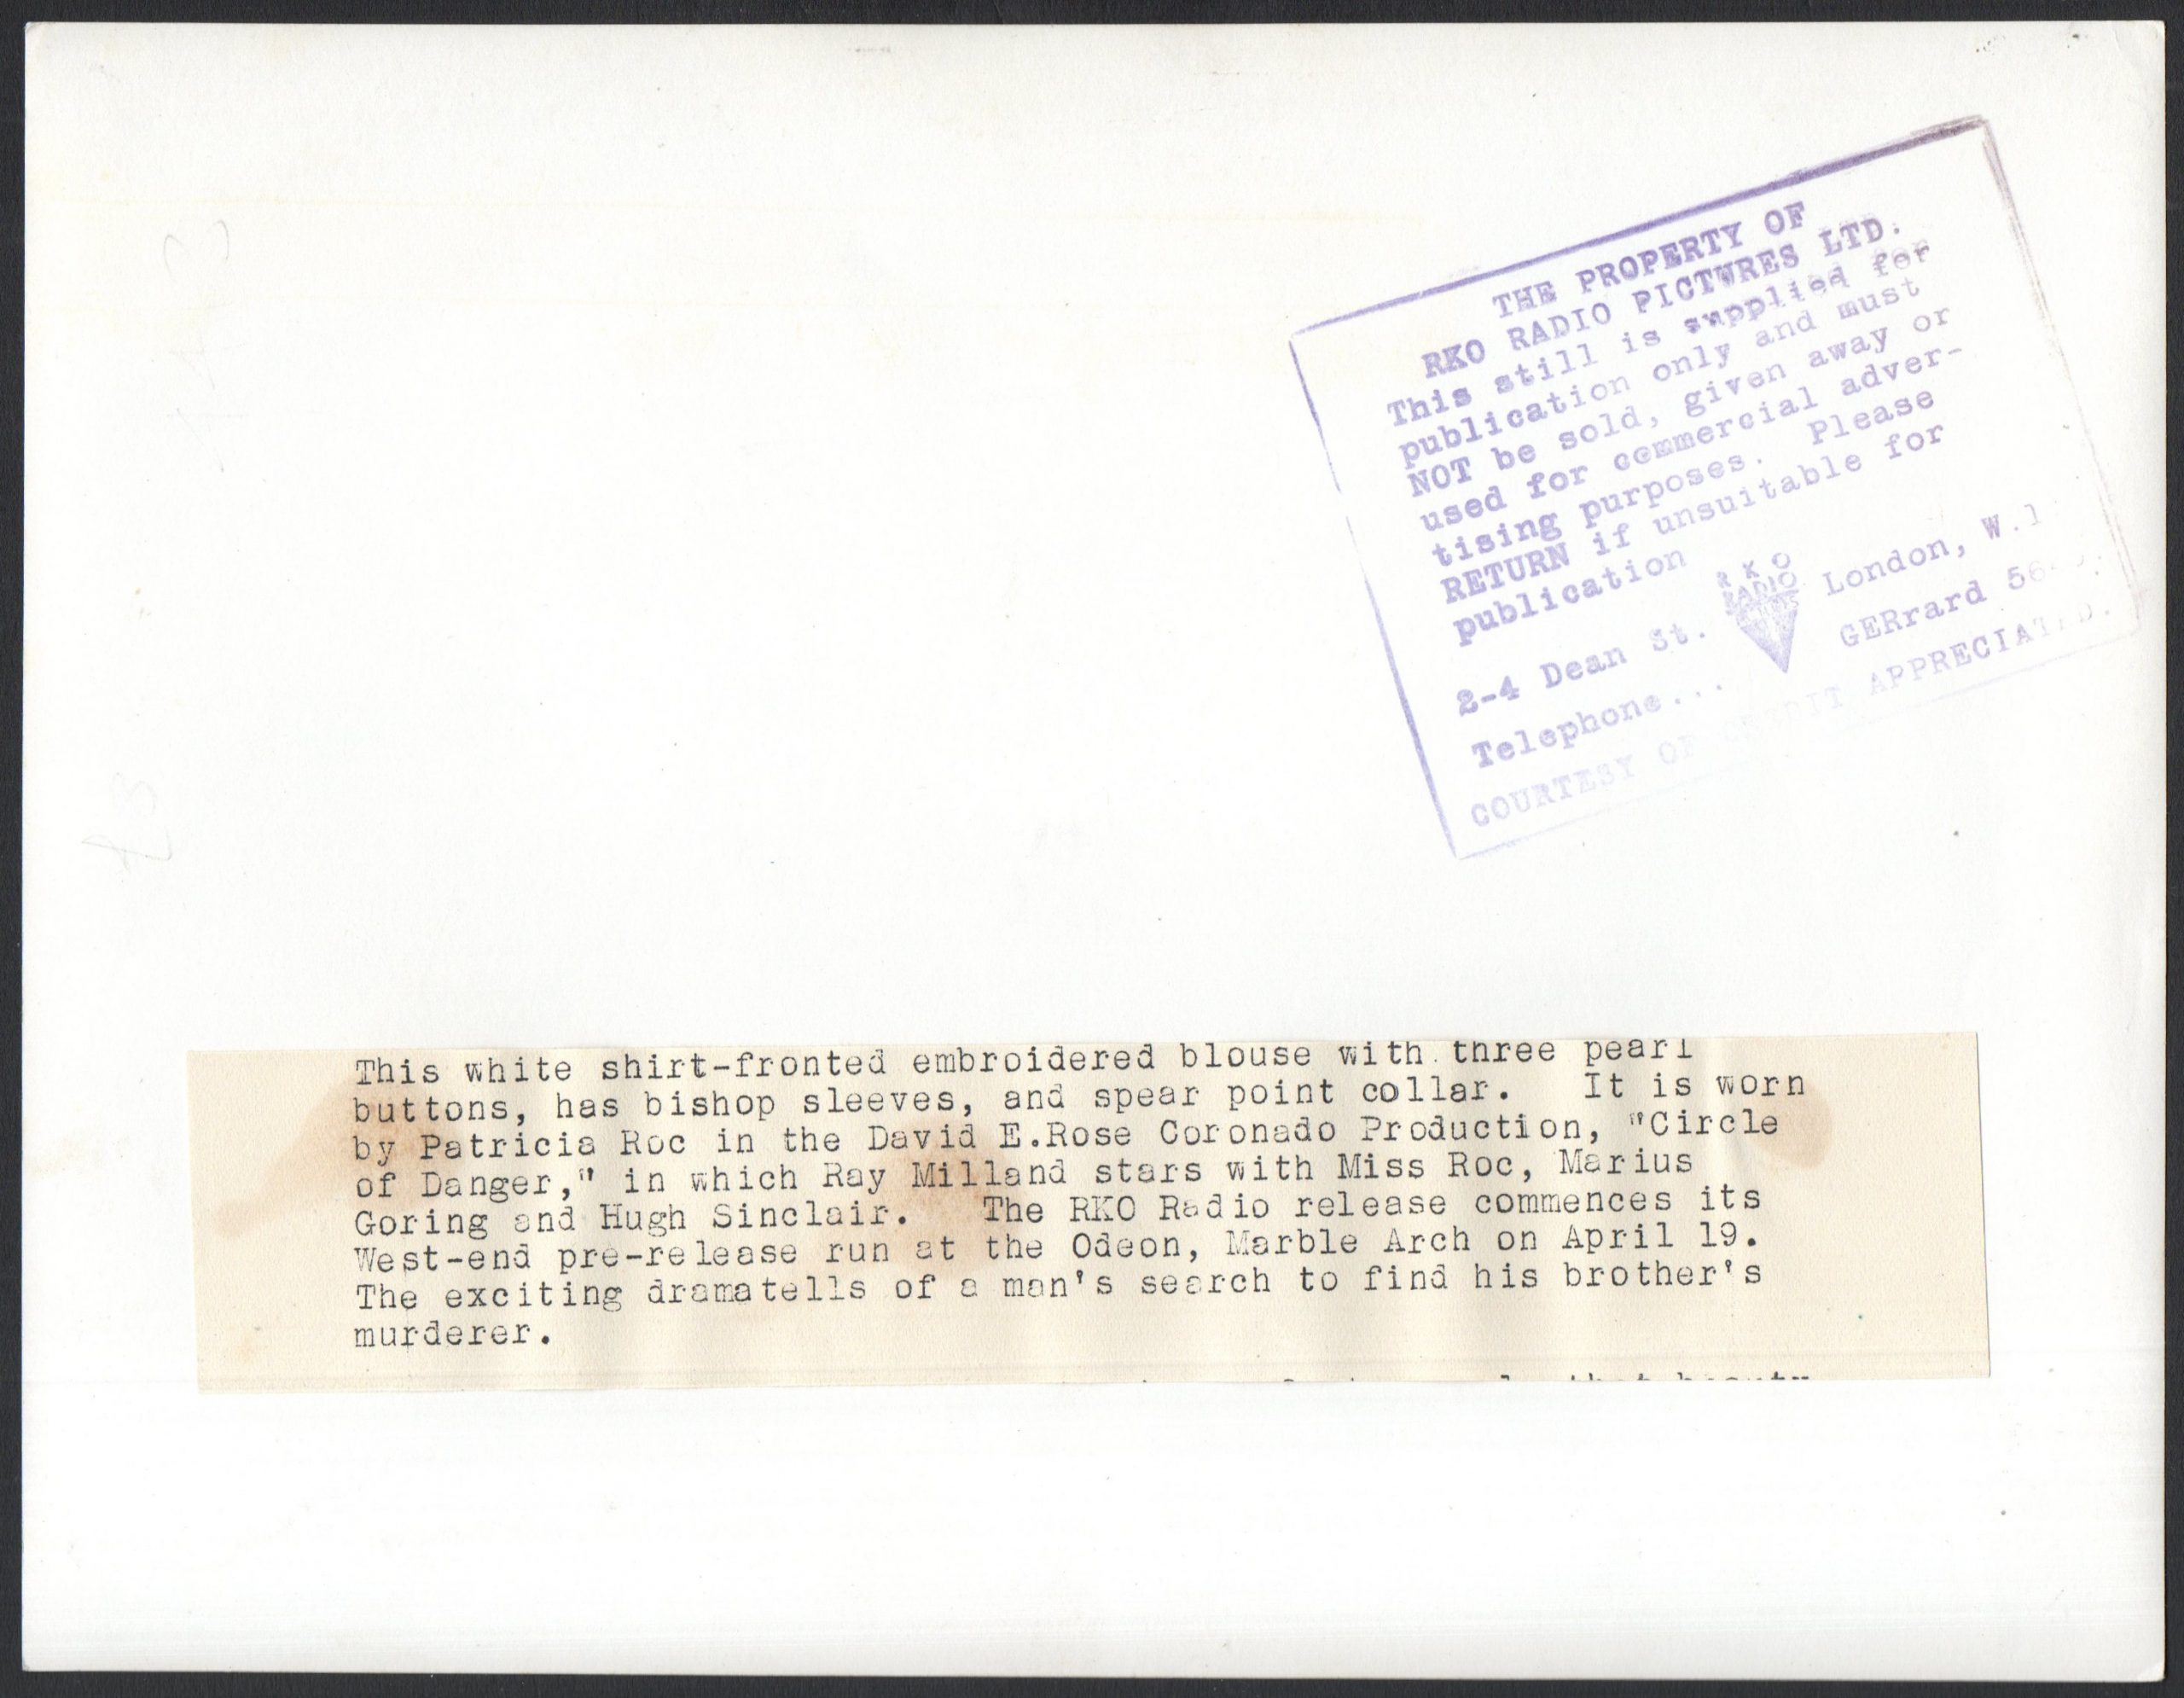 THE PROPERTY OF
RKO RADIO PICTURES LTD.
This still is supplied for
publication only and must
NOT be sold, given away or
used for commercial adver-
tising purposes. Please
RETURN if unsuitable for
publication
RKO
RADIO
2-4 Dean St. London, W.1
Telephone... GERrard
COURTESY OF CREDIT APPRECIATED.
This white shirt-fronted embroidered blouse with three pearl
buttons, has bishop sleeves, and spear point collar. It is worn
by Patricia Roc in the David E.Rose Coronado Production, "Circle
of Danger," in which Ray Milland stars with Miss Roc, Marius
Goring and Hugh Sinclair. The RKO Radio release commences its
West-end pre-release run at the Odeon, Marble Arch on April 19.
The exciting dramatells of a man's search to find his brother's
murderer.
that beauty